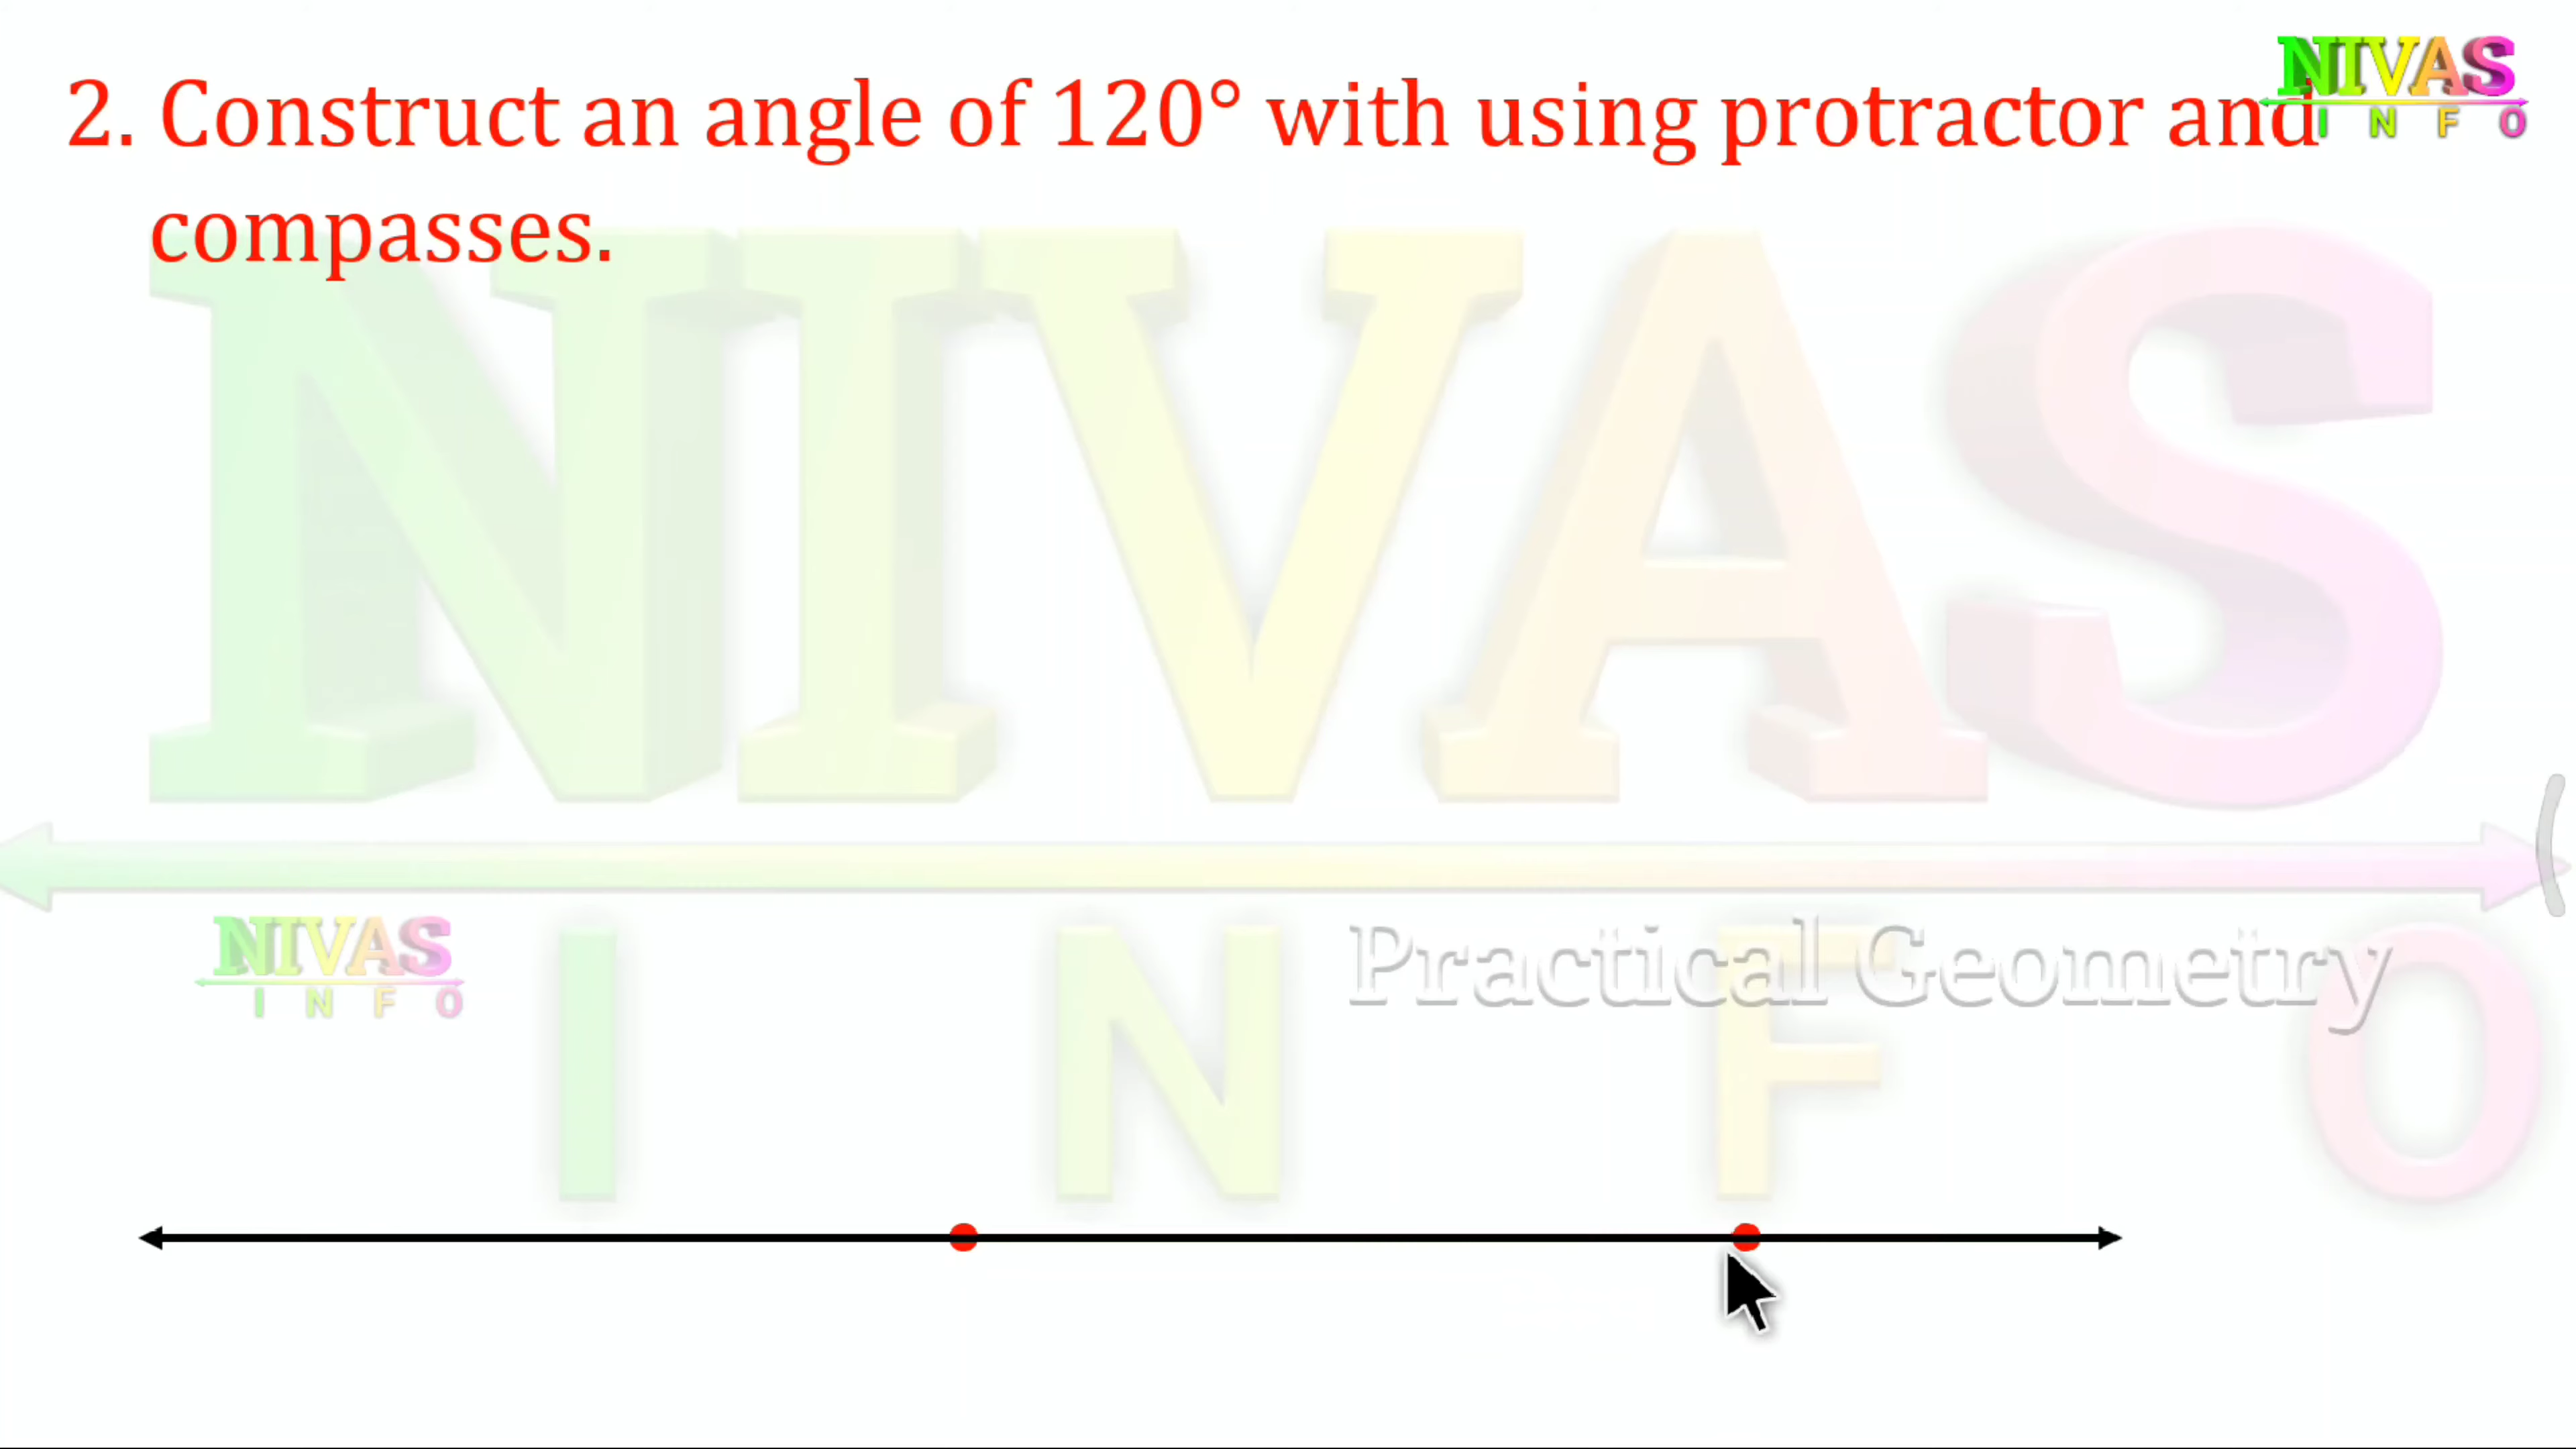 NIVAS
INFO
2. Construct an angle of 120° with using protractor and
compasses.
NIVAS
NIVAS
INFO
Practical Geometry
INFO